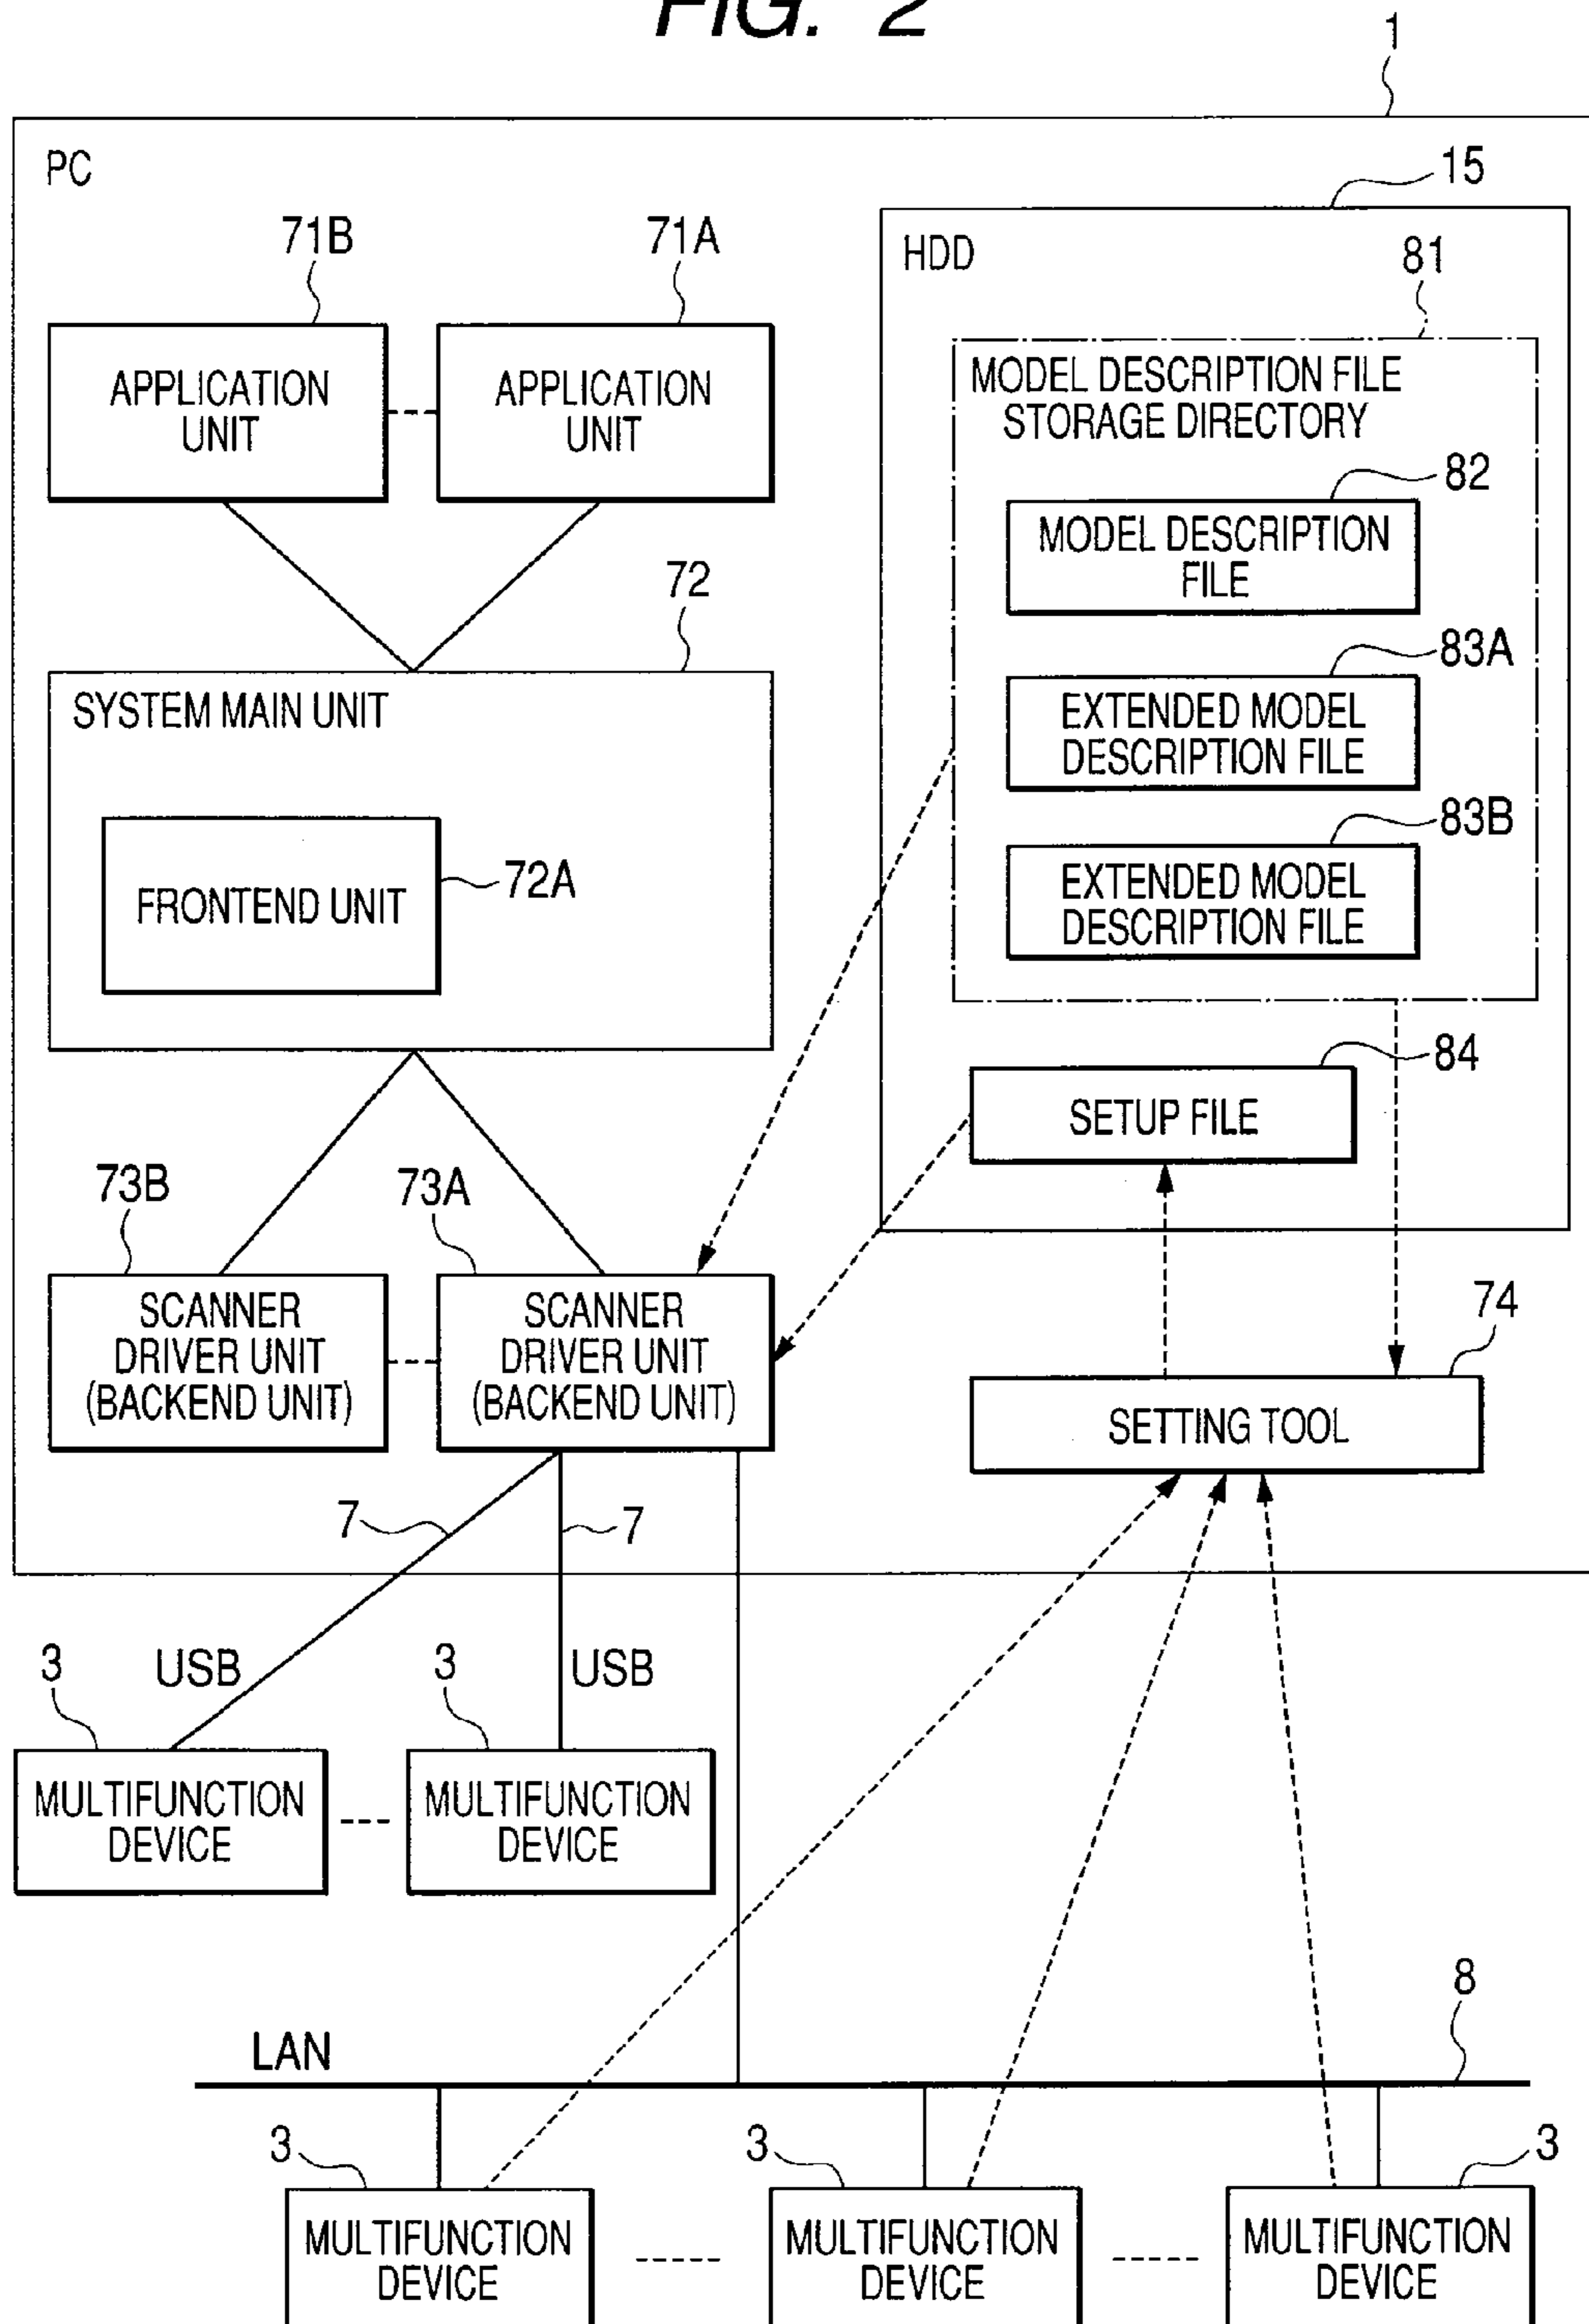 FIG. 2
1
PC
15
71B
71A
HDD
81
APPLICATION
UNIT
APPLICATION
UNIT
MODEL DESCRIPTION FILE
STORAGE DIRECTORY
82
MODEL DESCRIPTION
FILE
72
83A
SYSTEM MAIN UNIT
EXTENDED MODEL
DESCRIPTION FILE
83B
FRONTEND UNIT
72A
EXTENDED MODEL
DESCRIPTION FILE
84
SETUP FILE
73B
73A
SCANNER
DRIVER UNIT
(BACKEND UNIT)
SCANNER
DRIVER UNIT
(BACKEND UNIT)
74
SETTING TOOL
7
7
3
USB
3
USB
MULTIFUNCTION
DEVICE
MULTIFUNCTION
DEVICE
8
LAN
3
3
3
MULTIFUNCTION
DEVICE
MULTIFUNCTION
DEVICE
MULTIFUNCTION
DEVICE